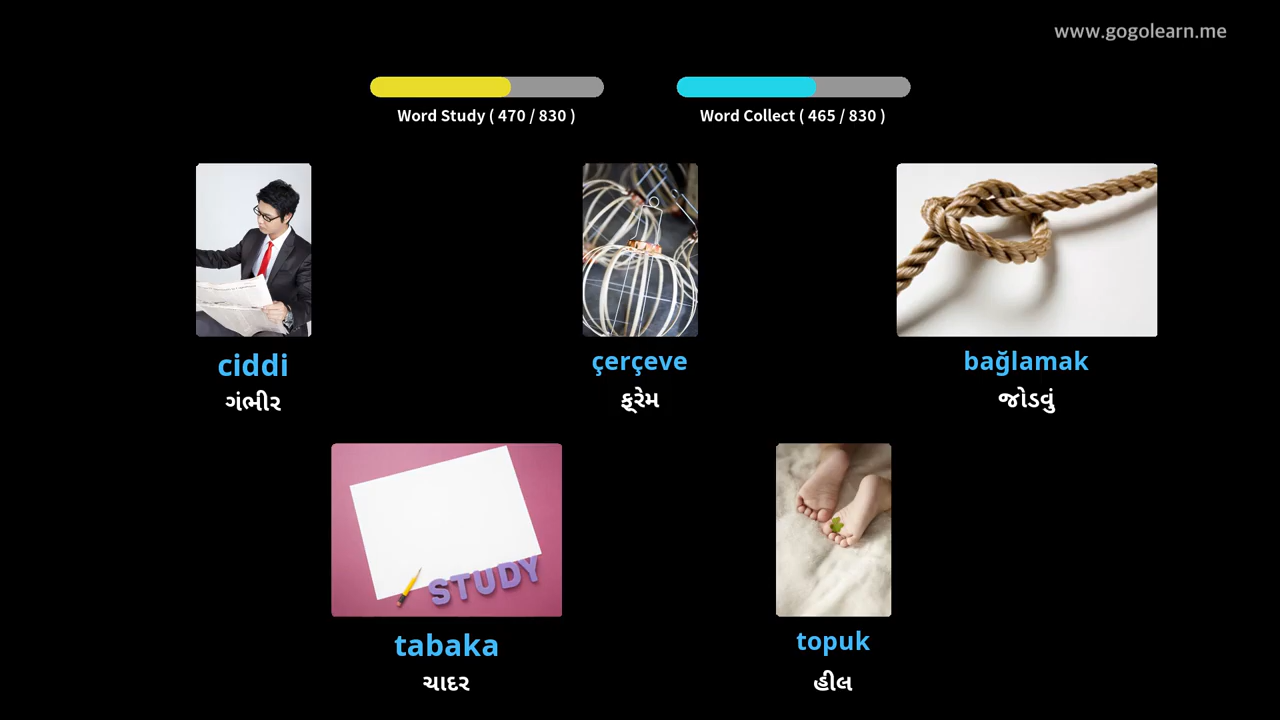 www.gogolearn.me
Word Study ( 470 / 830 )
Word Collect ( 465 / 830 )
ciddi
ગંભીર
çerçeve
ફ્રેમ
bağlamak
જોડવું
STUDY
tabaka
ચાદર
topuk
હીલ